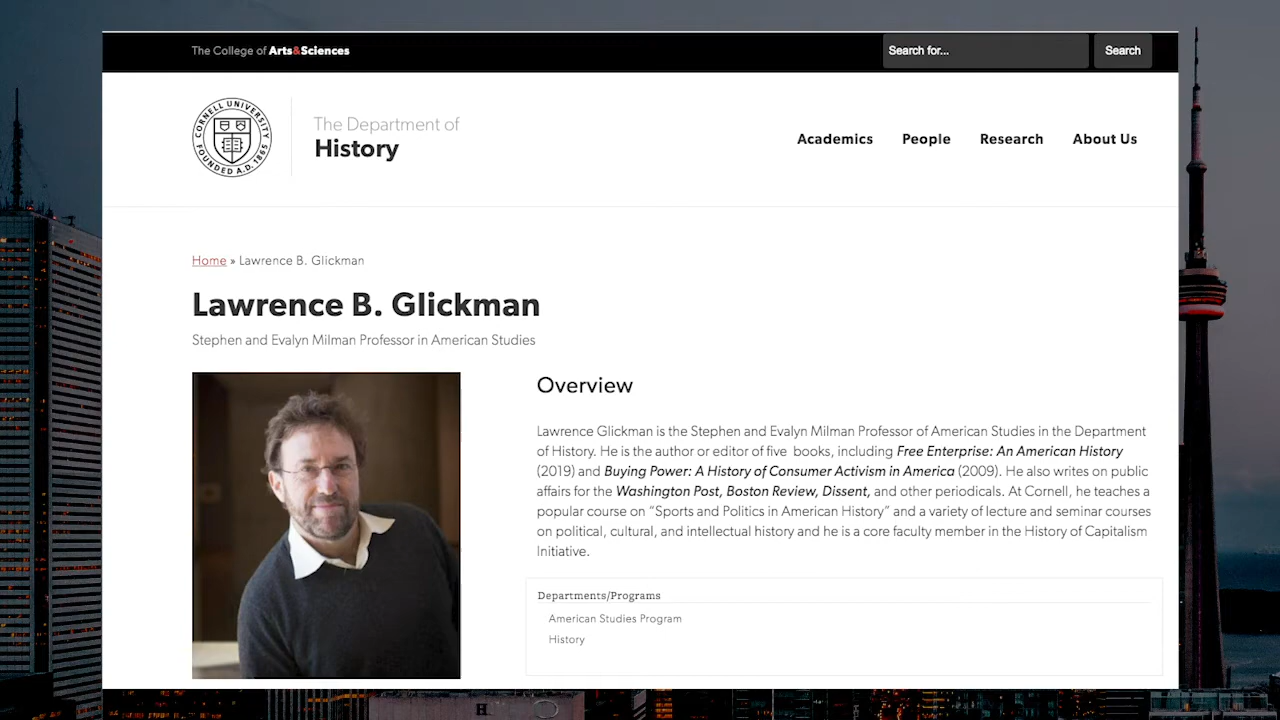 The College of Arts&Sciences
Search for...
Search
CORNELL UNIVERSITY
FOUNDED A.D. 1865
The Department of
History
Academics
People
Research
About Us
Home » Lawrence B. Glickman
Lawrence B. Glickman
Stephen and Evalyn Milman Professor in American Studies
Overview
Lawrence Glickman is the Stephen and Evalyn Milman Professor of American Studies in the Department
of History. He is the author or editor of five books, including Free Enterprise: An American History
(2019) and Buying Power: A History of Consumer Activism in America (2009). He also writes on public
affairs for the Washington Post, Boston Review, Dissent, and other periodicals. At Cornell, he teaches a
popular course on “Sports and Politics in American History” and a variety of lecture and seminar courses
on political, cultural, and intellectual history and he is a core faculty member in the History of Capitalism
Initiative.
Departments/Programs
American Studies Program
History
H